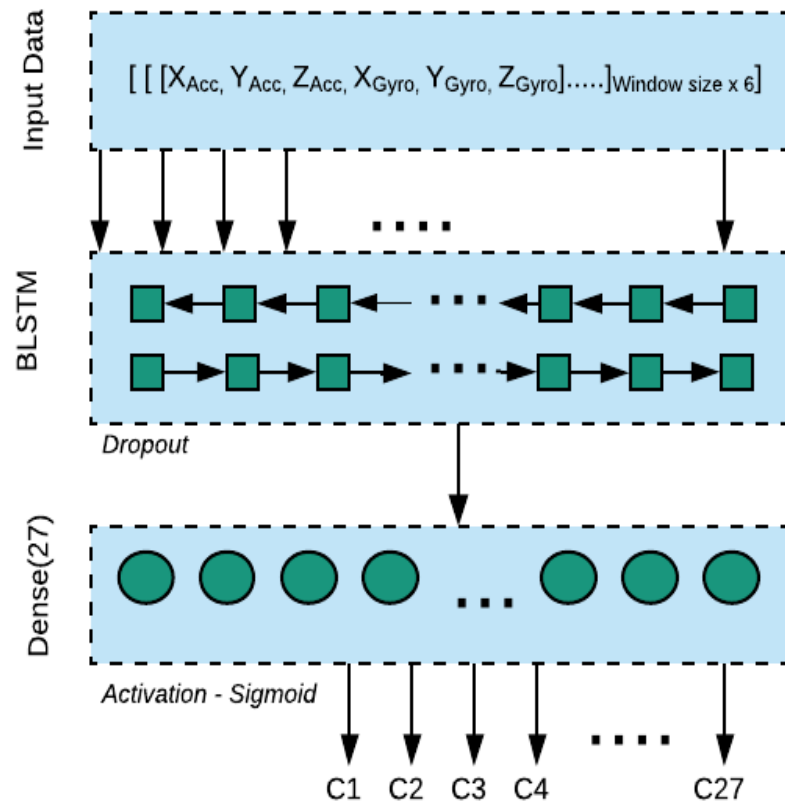 Input Data
[ [ [XAcc, YAcc, ZAcc, XGyro, YGyro, ZGyro].....]Window size x 6]
BLSTM
Dropout
Dense(27)
Activation - Sigmoid
C1 C2 C3 C4 C27